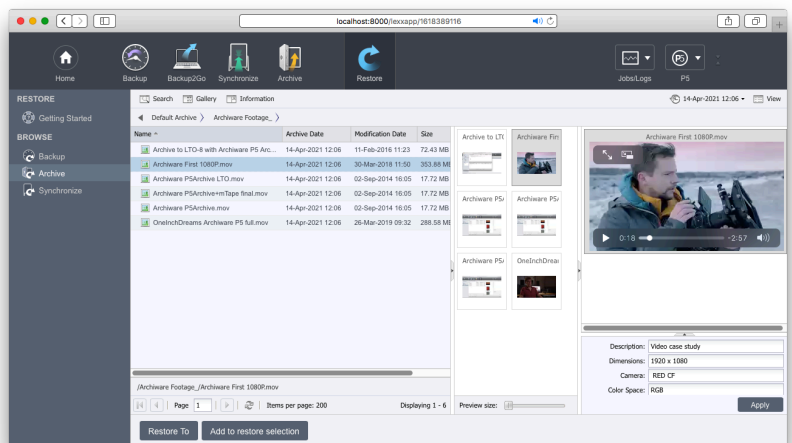 localhost:8000/lexxapp/1618389116
Home
Backup
Backup2Go
Synchronize
Archive
Restore
Jobs/Logs
P5
P5
RESTORE
Getting Started
BROWSE
Backup
Archive
Synchronize
Search
Gallery
Information
14-Apr-2021 12:06
View
Default Archive
Archiware Footage_
Name
Archive Date
Modification Date
Size
Archive to LTO-8 with Archiware P5 Arc... 14-Apr-2021 12:06 11-Feb-2016 11:23 72.43 MB
Archiware First 1080P.mov 14-Apr-2021 12:06 30-Mar-2018 11:50 353.88 MB
Archiware P5Archive LTO.mov 14-Apr-2021 12:06 02-Sep-2014 16:05 17.72 MB
Archiware P5Archive+mTape final.mov 14-Apr-2021 12:06 02-Sep-2014 16:05 17.72 MB
Archiware P5Archive.mov 14-Apr-2021 12:06 02-Sep-2014 16:05 17.72 MB
OneInchDreams Archiware P5 full.mov 14-Apr-2021 12:06 26-Mar-2019 09:32 288.58 MB
/Archiware Footage_/Archiware First 1080P.mov
Page 1
Items per page: 200
Displaying 1 - 6
Archive to LTO
Archiware Firs
Archiware P5A
Archiware P5A
Archiware P5A
OneInchDrea
Preview size:
Archiware First 1080P.mov
0:18
-2:57
Description: Video case study
Dimensions: 1920 x 1080
Camera: RED CF
Color Space: RGB
Apply
Restore To
Add to restore selection